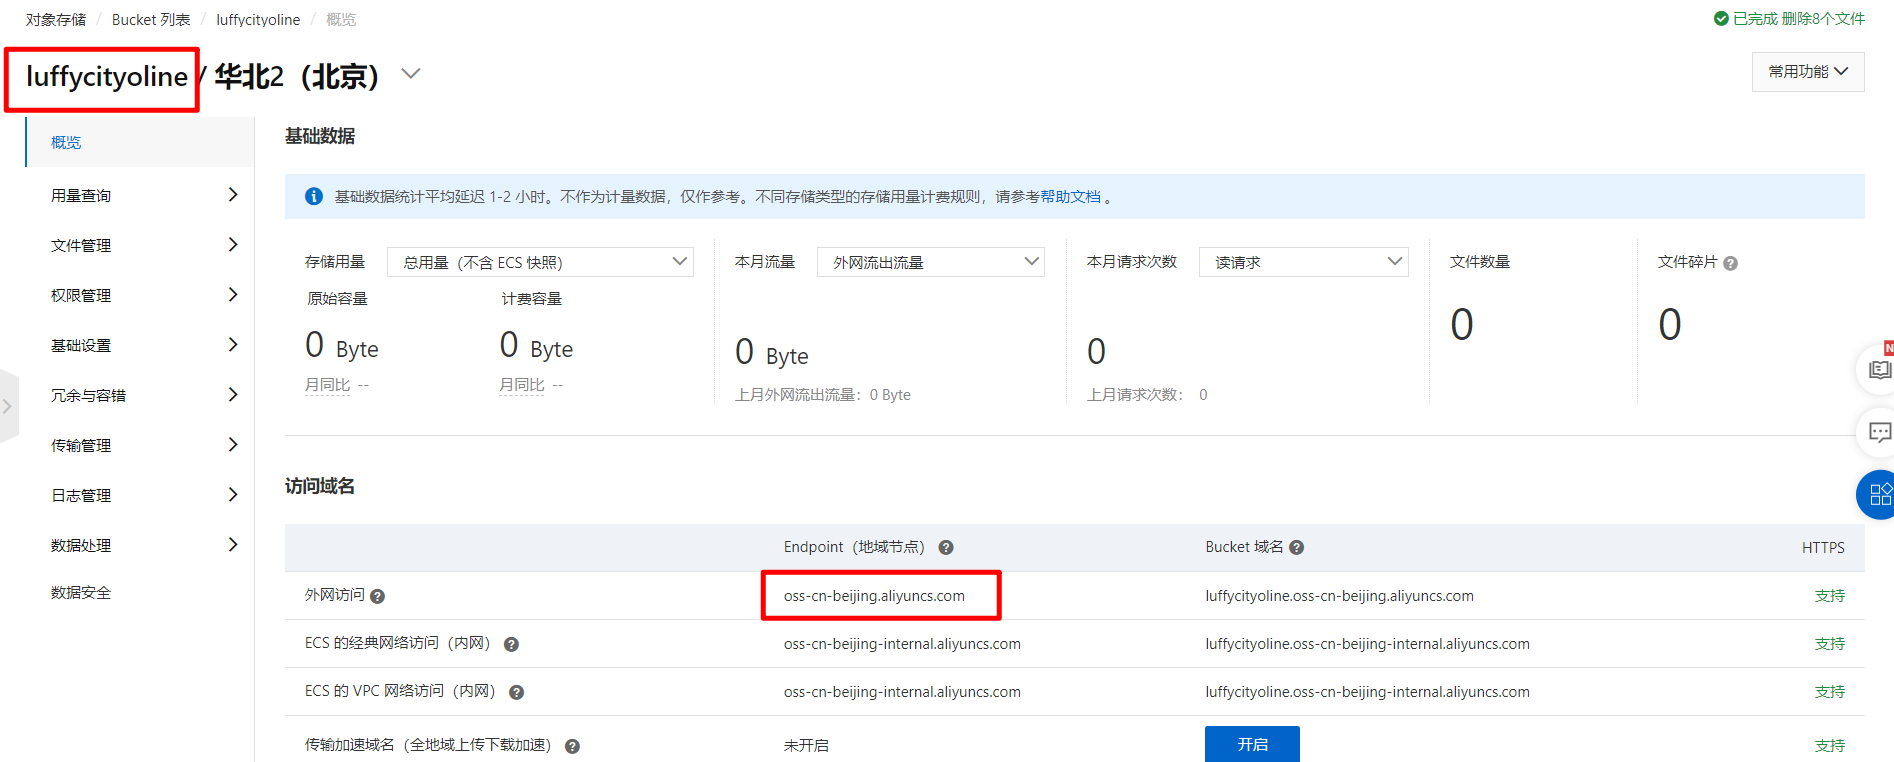 对象存储 / Bucket 列表 / luffycityoline / 概览
已完成 删除8个文件
luffycityoline / 华北2（北京）
常用功能
概览
用量查询
文件管理
权限管理
基础设置
冗余与容错
传输管理
日志管理
数据处理
数据安全
基础数据
基础数据统计平均延迟 1-2 小时。不作为计量数据，仅作参考。不同存储类型的存储用量计费规则，请参考帮助文档 。
存储用量 总用量（不含 ECS 快照）
原始容量 计费容量
0 Byte 0 Byte
月同比 -- 月同比 --
本月流量 外网流出流量
0 Byte
上月外网流出流量：0 Byte
本月请求次数 读请求
0
上月请求次数： 0
文件数量
0
文件碎片
0
N
访问域名
Endpoint（地域节点） Bucket 域名 HTTPS
外网访问 oss-cn-beijing.aliyuncs.com luffycityoline.oss-cn-beijing.aliyuncs.com 支持
ECS 的经典网络访问（内网） oss-cn-beijing-internal.aliyuncs.com luffycityoline.oss-cn-beijing-internal.aliyuncs.com 支持
ECS 的 VPC 网络访问（内网） oss-cn-beijing-internal.aliyuncs.com luffycityoline.oss-cn-beijing-internal.aliyuncs.com 支持
传输加速域名（全地域上传下载加速） 未开启 开启 支持